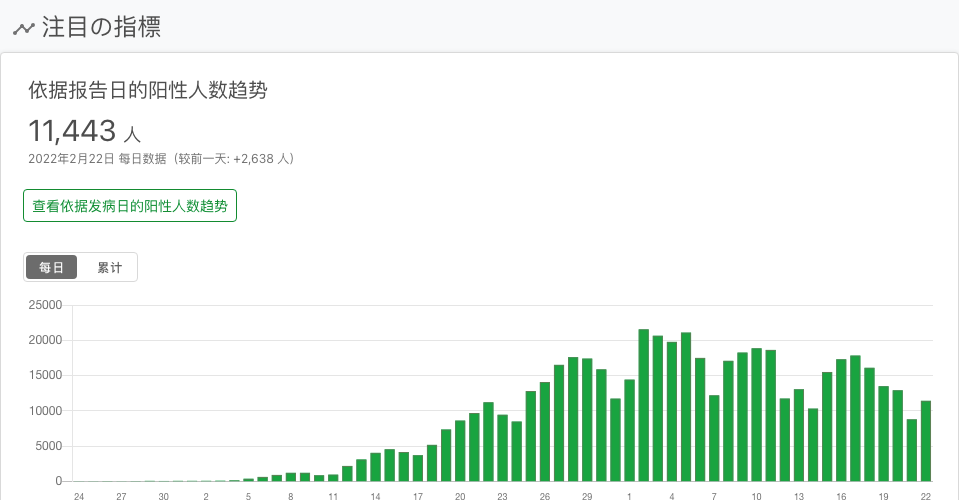 注目の指標
依据报告日的阳性人数趋势
11,443 人
2022年2月22日 每日数据（较前一天: +2,638 人）
查看依据发病日的阳性人数趋势
每日 累计
25000
20000
15000
10000
5000
0
24 27 30 2 5 8 11 14 17 20 23 26 29 1 4 7 10 13 16 19 22